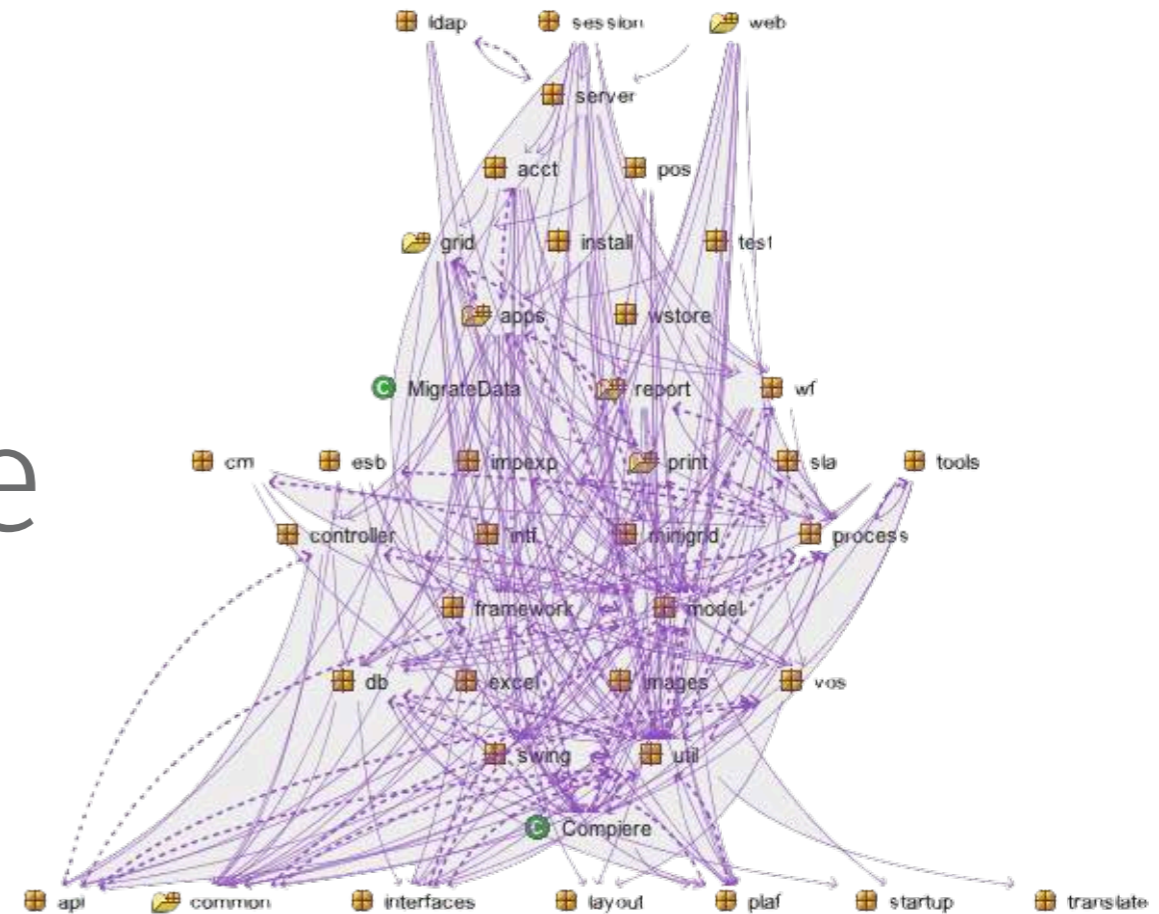 ldap session web
server
acct pos
grid install test
apps wstore
C MigrateData report wf
cm esb impexp print sla tools
e
controller intf minigrid process
framework model
db excel images vos
swing util
C Compiere
api common interfaces layout plaf startup translate